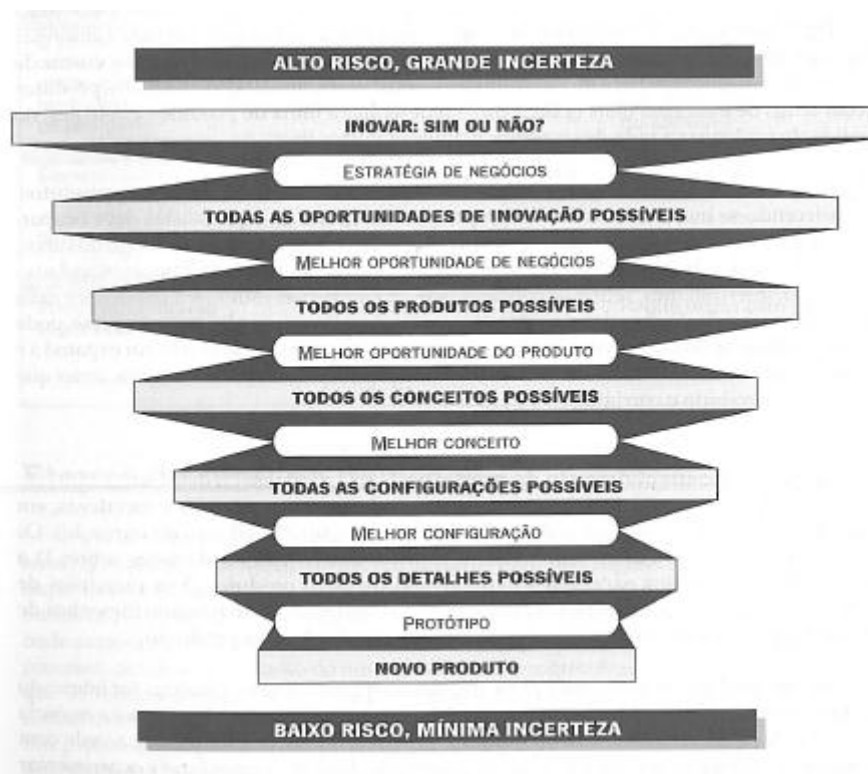 ALTO RISCO, GRANDE INCERTEZA
INOVAR: SIM OU NÃO?
ESTRATÉGIA DE NEGÓCIOS
TODAS AS OPORTUNIDADES DE INOVAÇÃO POSSÍVEIS
MELHOR OPORTUNIDADE DE NEGÓCIOS
TODOS OS PRODUTOS POSSÍVEIS
MELHOR OPORTUNIDADE DO PRODUTO
TODOS OS CONCEITOS POSSÍVEIS
MELHOR CONCEITO
TODAS AS CONFIGURAÇÕES POSSÍVEIS
MELHOR CONFIGURAÇÃO
TODOS OS DETALHES POSSÍVEIS
PROTÓTIPO
NOVO PRODUTO
BAIXO RISCO, MÍNIMA INCERTEZA